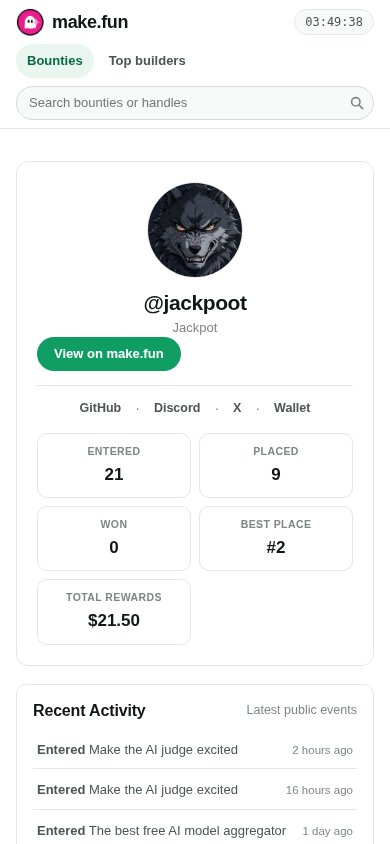 make.fun
03:49:38
Bounties
Top builders
Search bounties or handles
@jackpoot
Jackpot
View on make.fun
GitHub · Discord · X · Wallet
ENTERED
21
PLACED
9
WON
0
BEST PLACE
#2
TOTAL REWARDS
$21.50
Recent Activity
Latest public events
Entered Make the AI judge excited
2 hours ago
Entered Make the AI judge excited
16 hours ago
Entered The best free AI model aggregator
1 day ago